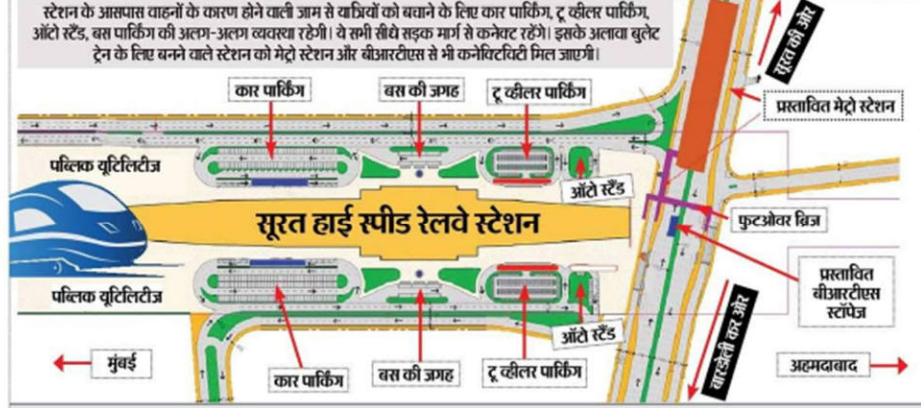 स्टेशन के आसपास वाहनों के कारण होने वाली जाम से यात्रियों को बचाने के लिए कार पार्किंग, टू व्हीलर पार्किंग,
ऑटो स्टैंड, बस पार्किंग की अलग-अलग व्यवस्था रहेगी। ये सभी सीधे सड़क मार्ग से कनेक्ट रहेंगे। इसके अलावा बुलेट
ट्रेन के लिए बनने वाले स्टेशन को मेट्रो स्टेशन और बीआरटीएस से भी कनेक्टिविटी मिल जाएगी।
सूरत की ओर
कार पार्किंग
बस की जगह
टू व्हीलर पार्किंग
प्रस्तावित मेट्रो स्टेशन
पब्लिक यूटिलिटीज
ऑटो स्टैंड
सूरत हाई स्पीड रेलवे स्टेशन
फुटओवर ब्रिज
पब्लिक यूटिलिटीज
प्रस्तावित
बीआरटीएस
स्टॉपेज
ऑटो स्टैंड
बारडोली कर ओर
मुंबई
कार पार्किंग
बस की जगह
टू व्हीलर पार्किंग
अहमदाबाद